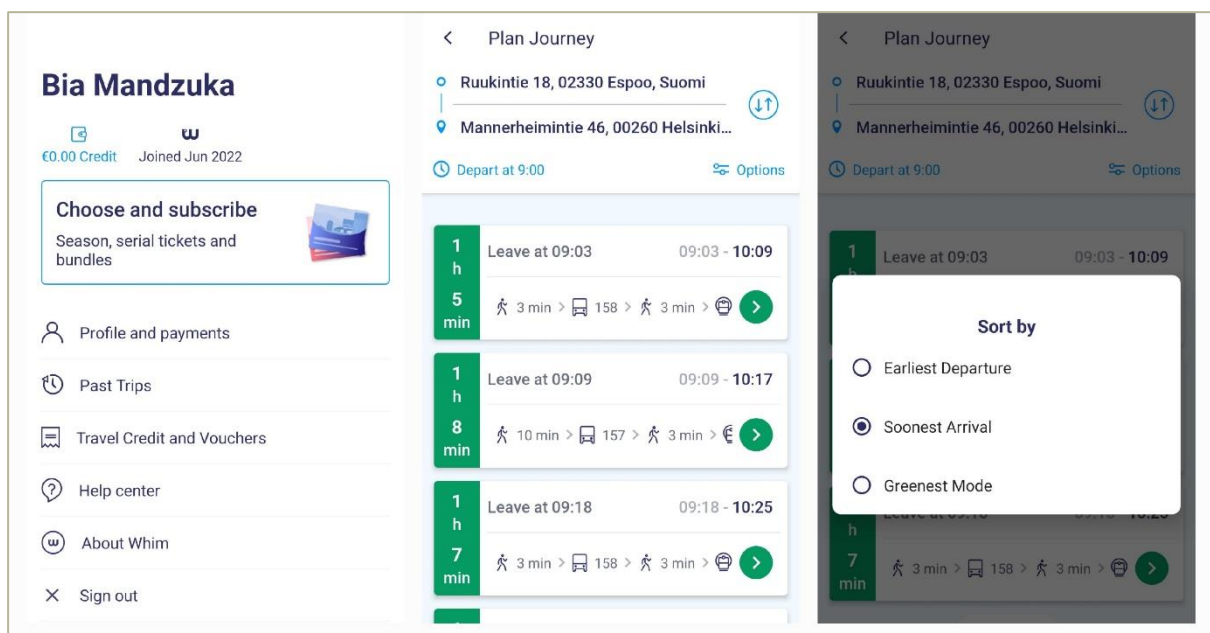 Bia Mandzuka
€0.00 Credit
Joined Jun 2022
Choose and subscribe
Season, serial tickets and
bundles
Profile and payments
Past Trips
Travel Credit and Vouchers
Help center
About Whim
Sign out
Plan Journey
Ruukintie 18, 02330 Espoo, Suomi
Mannerheimintie 46, 00260 Helsinki...
Depart at 9:00
Options
1
h
5
min
Leave at 09:03
09:03 - 10:09
3 min > 158 > 3 min >
1
h
8
min
Leave at 09:09
09:09 - 10:17
10 min > 157 > 3 min >
1
h
7
min
Leave at 09:18
09:18 - 10:25
3 min > 158 > 3 min >
Plan Journey
Ruukintie 18, 02330 Espoo, Suomi
Mannerheimintie 46, 00260 Helsinki...
Depart at 9:00
Options
1
Leave at 09:03
09:03 - 10:09
Sort by
Earliest Departure
Soonest Arrival
Greenest Mode
h
7
min
3 min > 158 > 3 min >